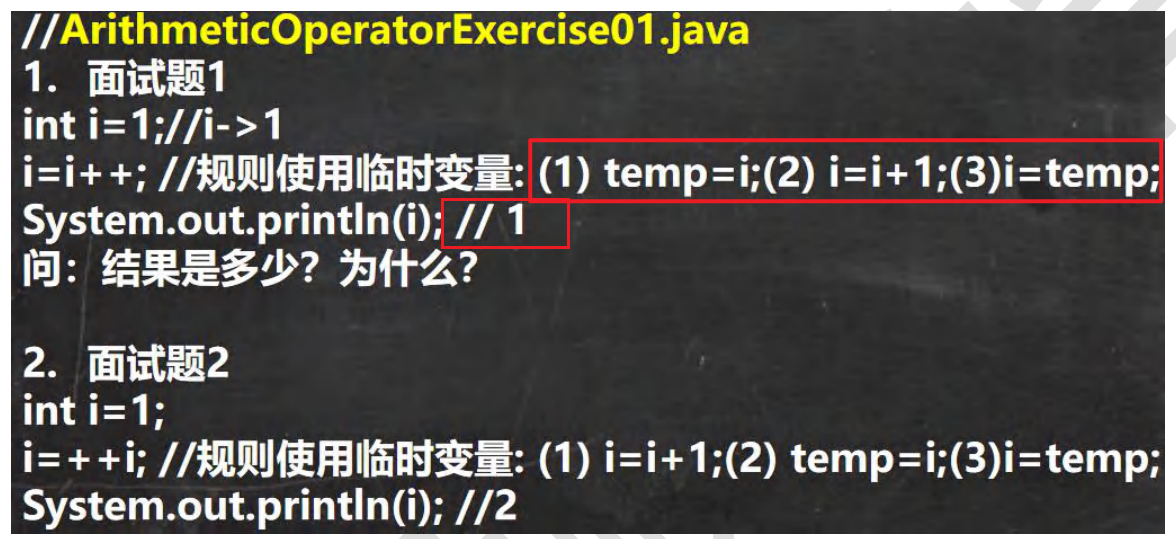 //ArithmeticOperatorExercise01.java
1. 面试题1
int i=1;//i->1
i=i++; //规则使用临时变量: (1) temp=i;(2) i=i+1;(3)i=temp;
System.out.println(i); // 1
问：结果是多少？为什么？
2. 面试题2
int i=1;
i=++i; //规则使用临时变量: (1) i=i+1;(2) temp=i;(3)i=temp;
System.out.println(i); //2